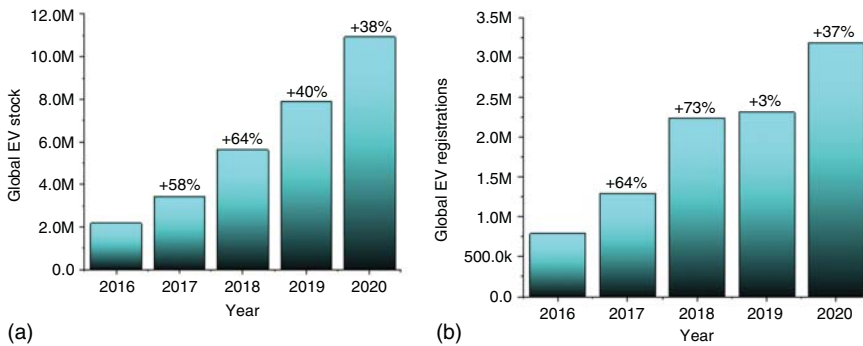 12.0M
10.0M
8.0M
6.0M
4.0M
2.0M
0.0
Global EV stock
+58%
+64%
+40%
+38%
2016 2017 2018 2019 2020
Year
(a)
3.5M
3.0M
2.5M
2.0M
1.5M
1.0M
500.0k
0.0
Global EV registrations
+64%
+73%
+3%
+37%
2016 2017 2018 2019 2020
Year
(b)